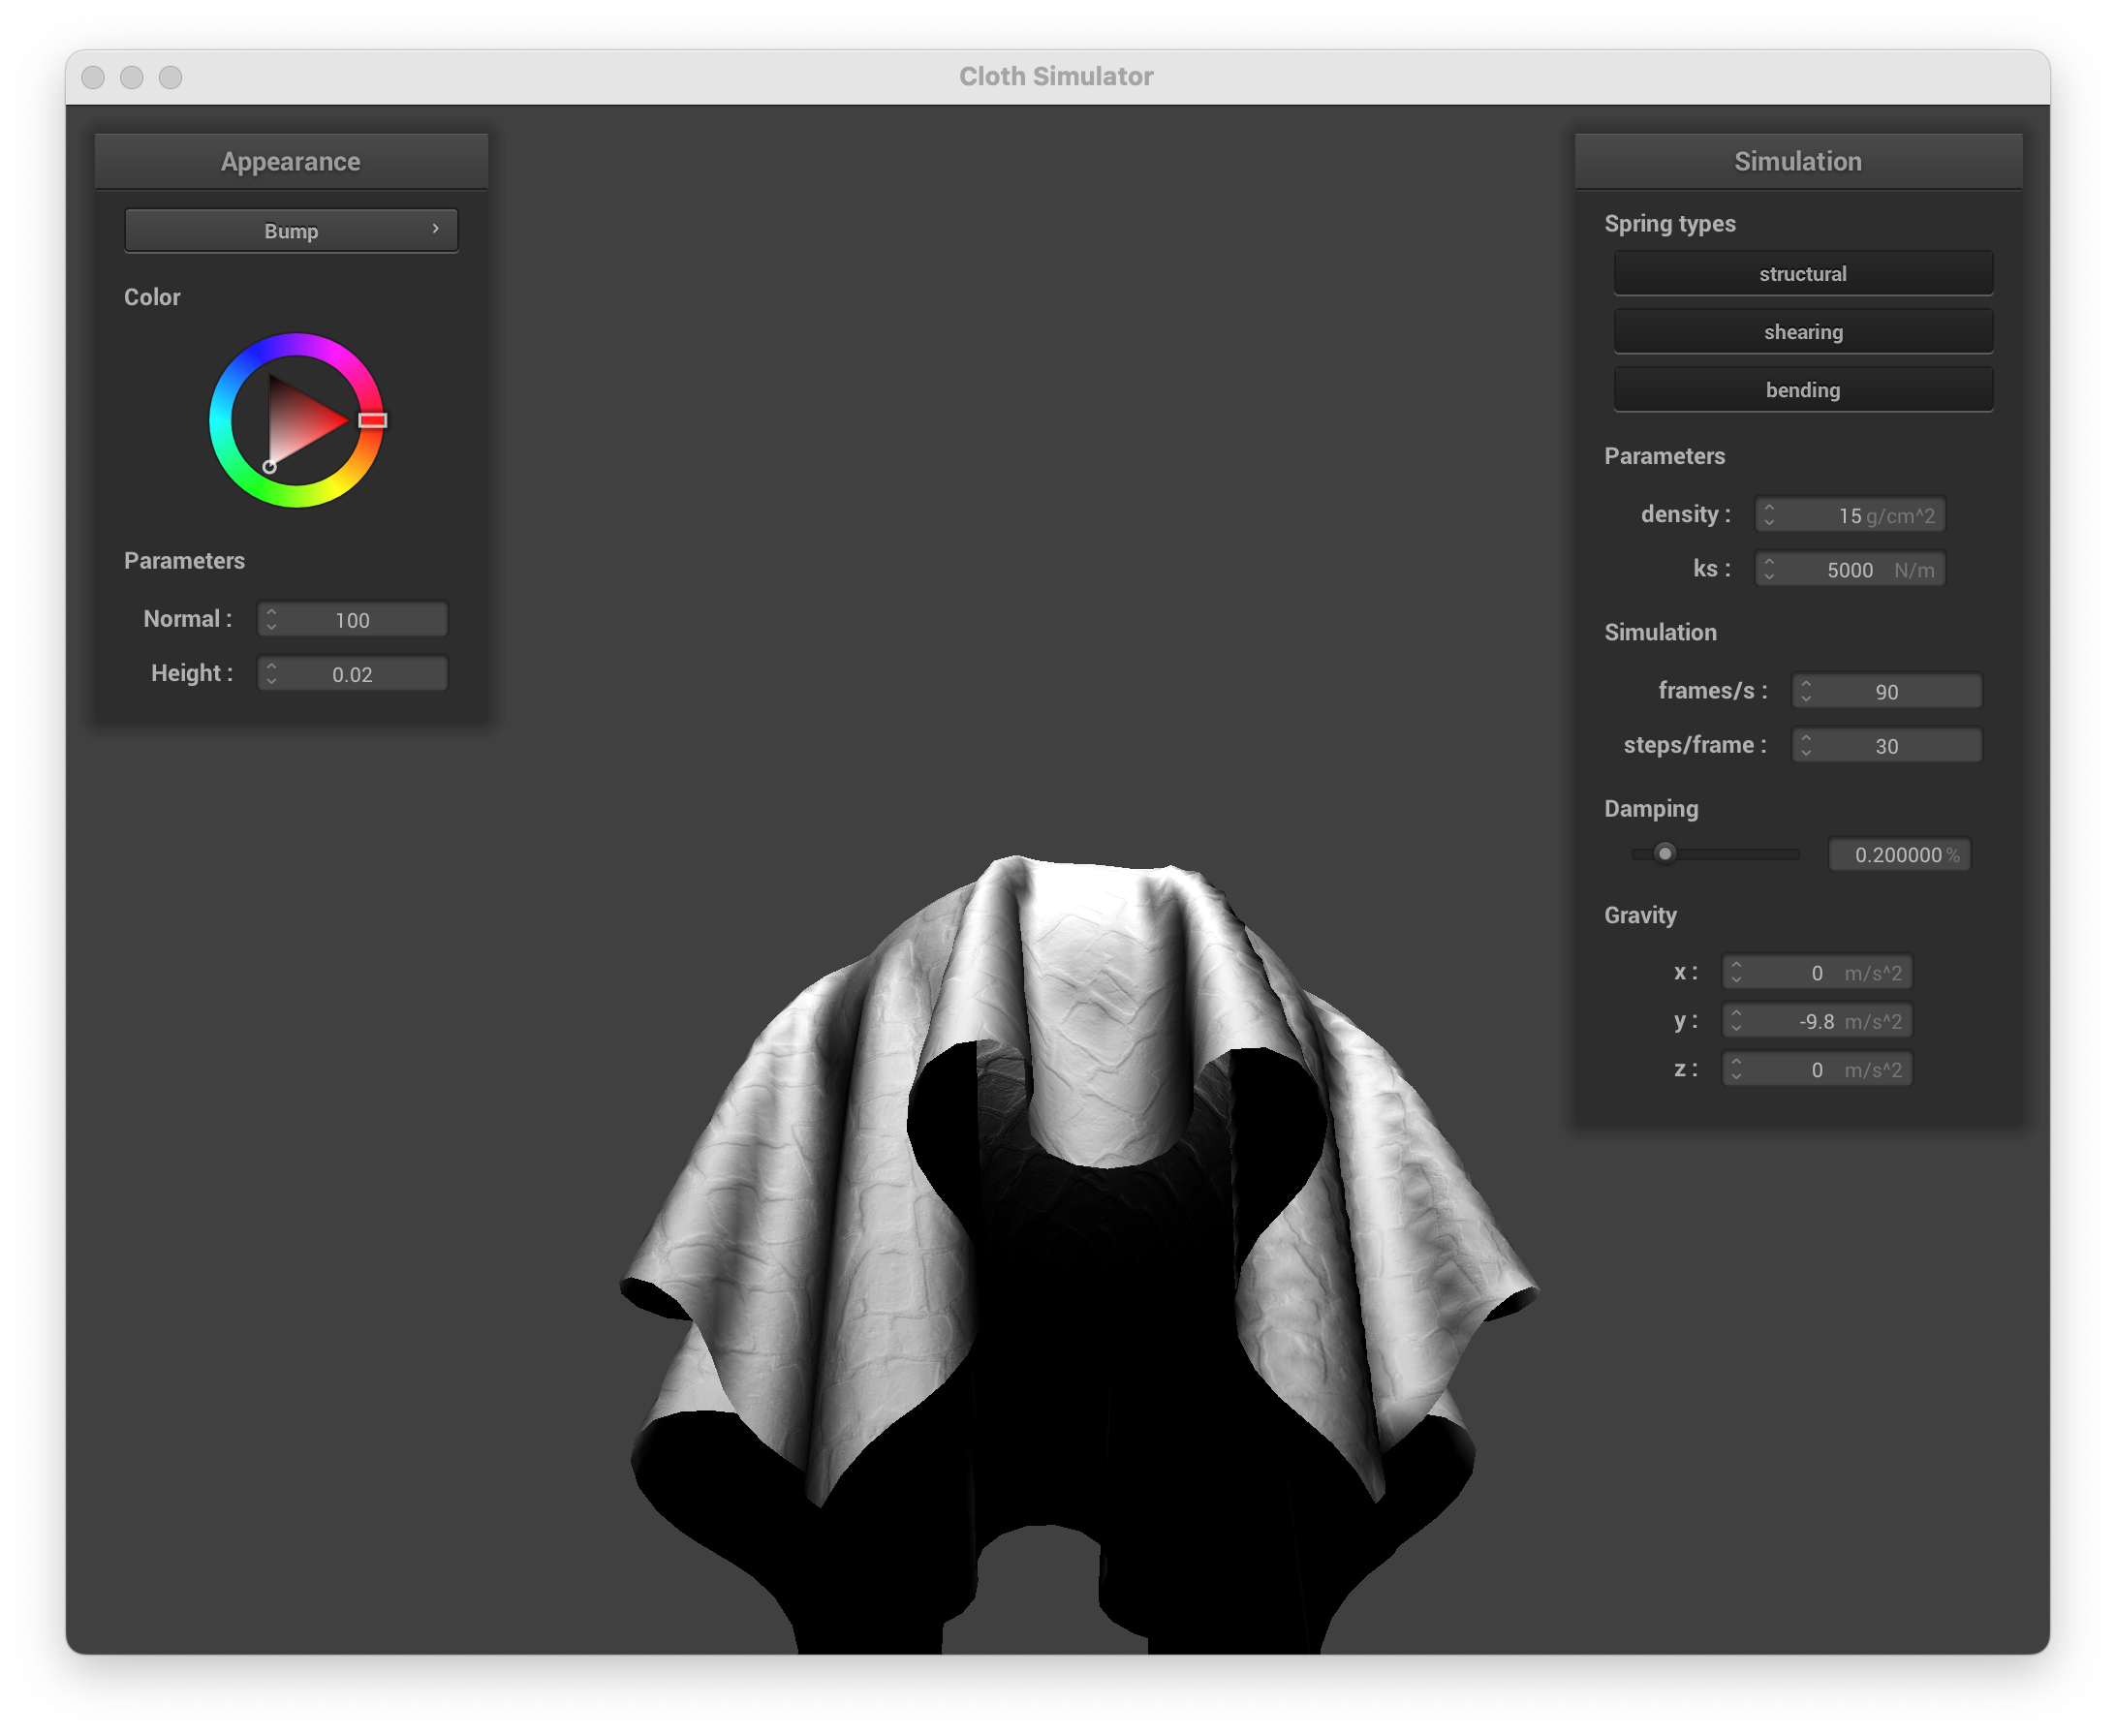 Cloth Simulator
Appearance
Bump
Color
Parameters
Normal : 100
Height : 0.02
Simulation
Spring types
structural
shearing
bending
Parameters
density : 15 g/cm^2
ks : 5000 N/m
Simulation
frames/s : 90
steps/frame : 30
Damping
0.200000 %
Gravity
x : 0 m/s^2
y : -9.8 m/s^2
z : 0 m/s^2